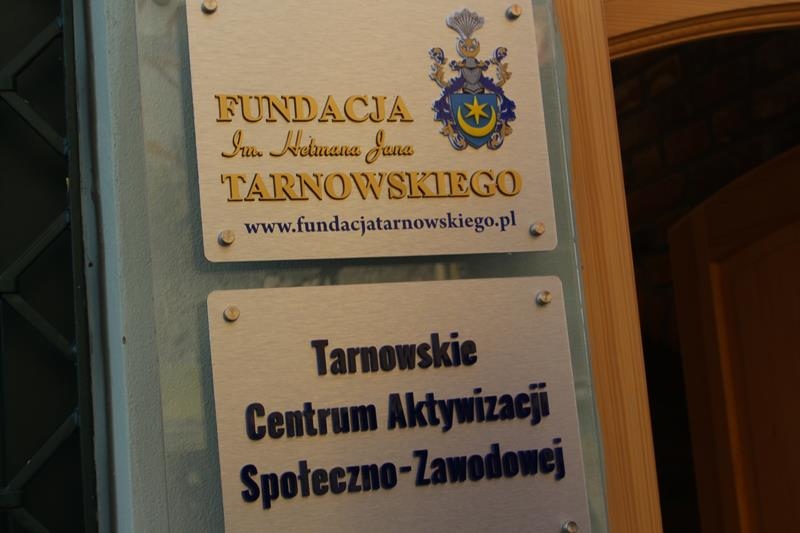 FUNDACJA
Im. Hetmana Jana
TARNOWSKIEGO
www.fundacjatarnowskiego.pl
Tarnowskie
Centrum Aktywizacji
Społeczno-Zawodowej